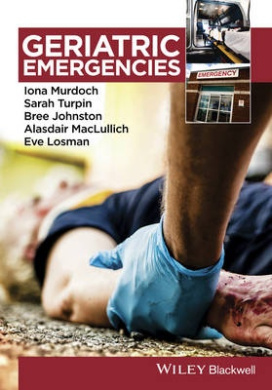 GERIATRIC
EMERGENCIES
EMERGENCY
Iona Murdoch
Sarah Turpin
Bree Johnston
Alasdair MacLullich
Eve Losman
WILEY Blackwell